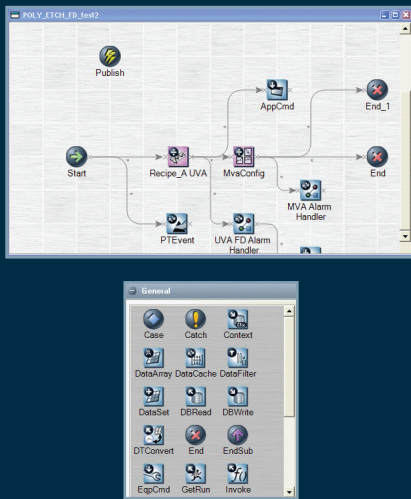 POLY_ETCH_FD_test2
Publish
AppCmd
End_1
Start
Recipe_A UVA
MvaConfig
End
MVA Alarm
Handler
PTEvent
UVA FD Alarm
Handler
General
Case
Catch
Context
DataArray
DataCache
DataFilter
DataSet
DBRead
DBWrite
DTConvert
End
EndSub
EqpCmd
GetRun
Invoke